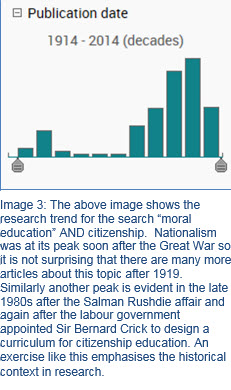 Publication date
1914 - 2014 (decades)
Image 3: The above image shows the
research trend for the search “moral
education” AND citizenship.  Nationalism
was at its peak soon after the Great War so
it is not surprising that there are many more
articles about this topic after 1919.
Similarly another peak is evident in the late
1980s after the Salman Rushdie affair and
again after the labour government
appointed Sir Bernard Crick to design a
curriculum for citizenship education. An
exercise like this emphasises the historical
context in research.